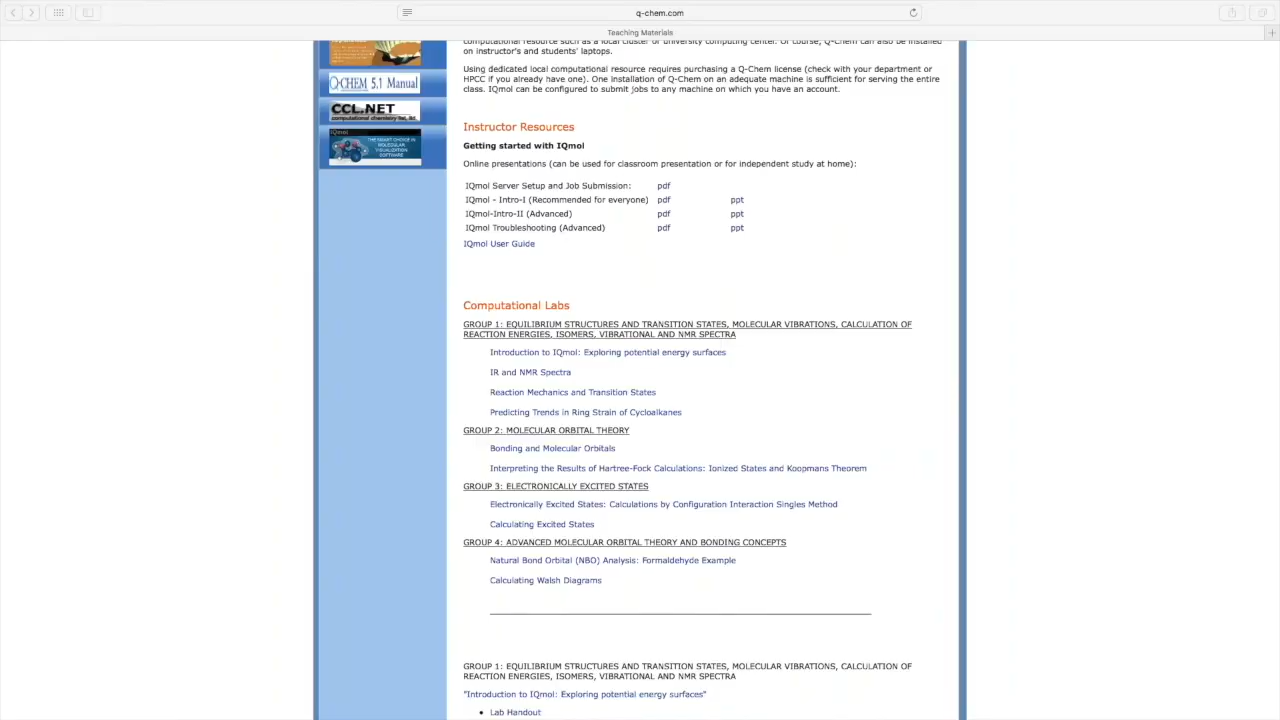 q-chem.com
Teaching Materials
computational resource such as a local cluster or university computing center. Of course, Q-Chem can also be installed
on instructor's and students' laptops.
Q-CHEM 5.1 Manual
Using dedicated local computational resource requires purchasing a Q-Chem license (check with your department or
HPCC if you already have one). One installation of Q-Chem on an adequate machine is sufficient for serving the entire
class. IQmol can be configured to submit jobs to any machine on which you have an account.
CCL.NET
computational chemistry list, ltd.
IQmol
THE SMART CHOICE IN
MOLECULAR
VISUALIZATION
SOFTWARE
Instructor Resources
Getting started with IQmol
Online presentations (can be used for classroom presentation or for independent study at home):
IQmol Server Setup and Job Submission: pdf
IQmol - Intro-I (Recommended for everyone) pdf ppt
IQmol-Intro-II (Advanced) pdf ppt
IQmol Troubleshooting (Advanced) pdf ppt
IQmol User Guide
Computational Labs
GROUP 1: EQUILIBRIUM STRUCTURES AND TRANSITION STATES, MOLECULAR VIBRATIONS, CALCULATION OF
REACTION ENERGIES, ISOMERS, VIBRATIONAL AND NMR SPECTRA
Introduction to IQmol: Exploring potential energy surfaces
IR and NMR Spectra
Reaction Mechanics and Transition States
Predicting Trends in Ring Strain of Cycloalkanes
GROUP 2: MOLECULAR ORBITAL THEORY
Bonding and Molecular Orbitals
Interpreting the Results of Hartree-Fock Calculations: Ionized States and Koopmans Theorem
GROUP 3: ELECTRONICALLY EXCITED STATES
Electronically Excited States: Calculations by Configuration Interaction Singles Method
Calculating Excited States
GROUP 4: ADVANCED MOLECULAR ORBITAL THEORY AND BONDING CONCEPTS
Natural Bond Orbital (NBO) Analysis: Formaldehyde Example
Calculating Walsh Diagrams
GROUP 1: EQUILIBRIUM STRUCTURES AND TRANSITION STATES, MOLECULAR VIBRATIONS, CALCULATION OF
REACTION ENERGIES, ISOMERS, VIBRATIONAL AND NMR SPECTRA
"Introduction to IQmol: Exploring potential energy surfaces"
• Lab Handout